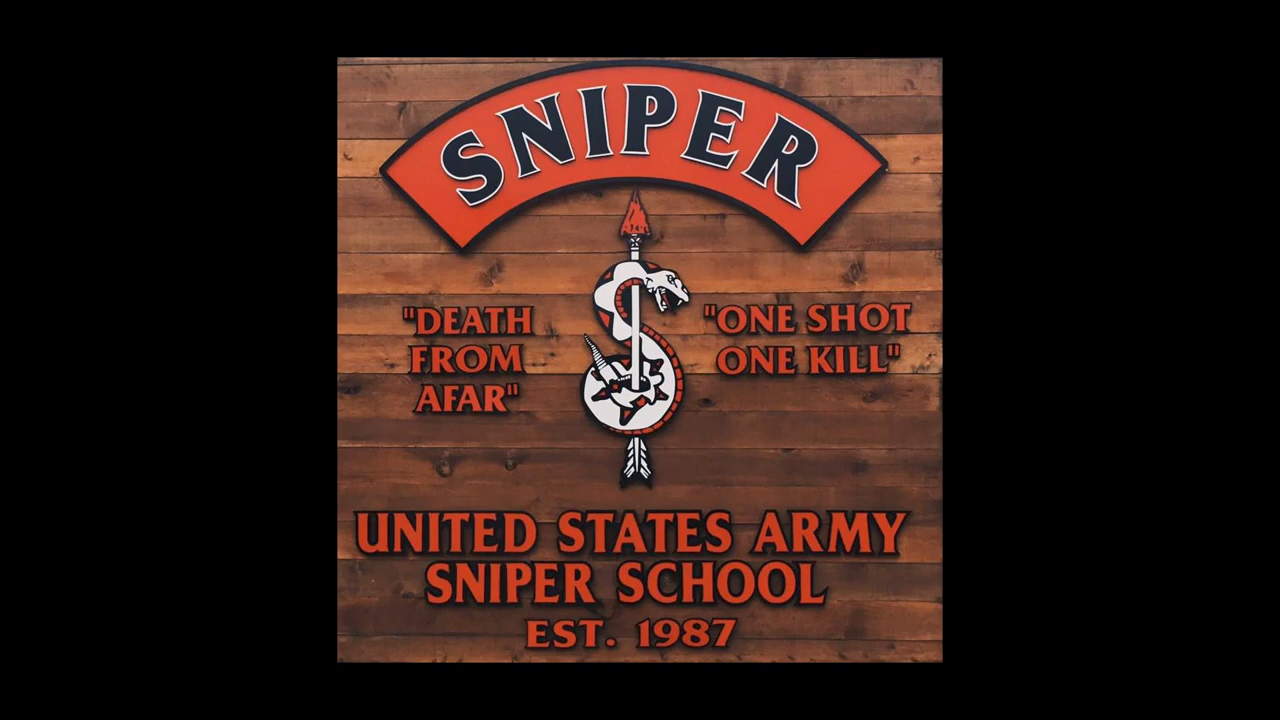 SNIPER
"DEATH
FROM
AFAR"
"ONE SHOT
ONE KILL"
UNITED STATES ARMY
SNIPER SCHOOL
EST. 1987